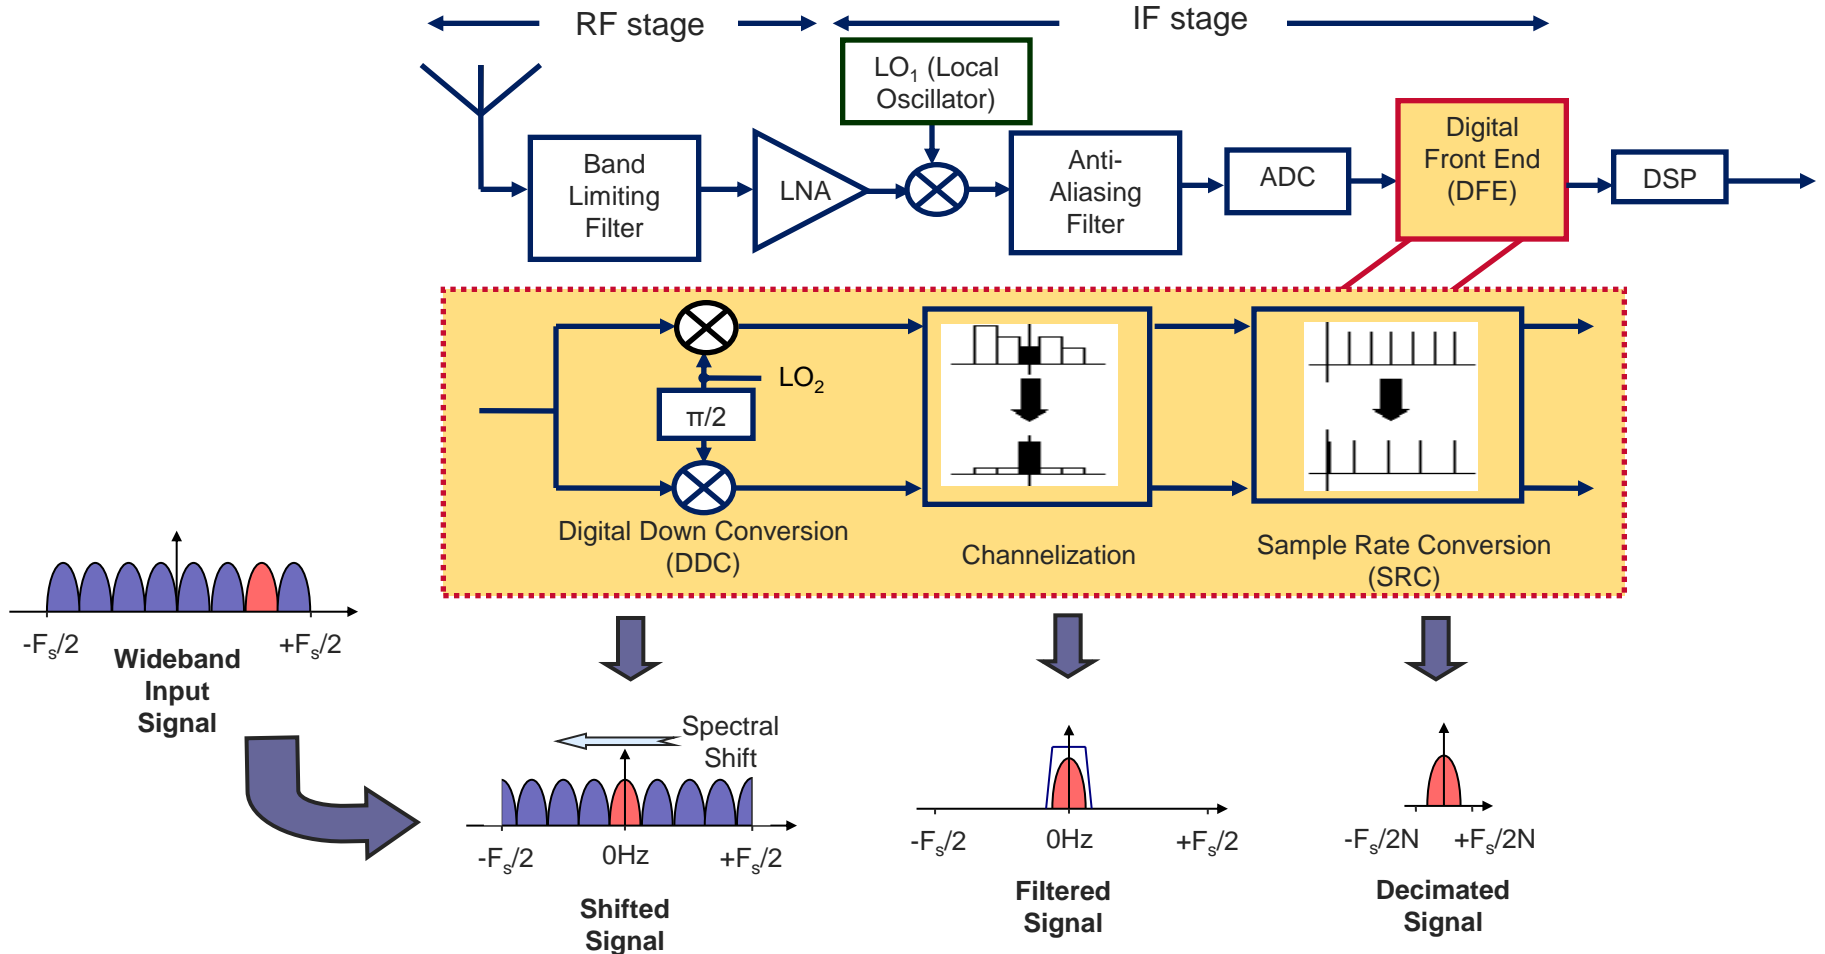 RF stage
IF stage
LO₁ (Local
Oscillator)
Band
Limiting
Filter
LNA
Anti-
Aliasing
Filter
ADC
Digital
Front End
(DFE)
DSP
LO₂
π/2
Digital Down Conversion
(DDC)
Channelization
Sample Rate Conversion
(SRC)
-Fₛ/2
+Fₛ/2
Wideband
Input
Signal
Spectral
Shift
-Fₛ/2
0Hz
+Fₛ/2
Shifted
Signal
-Fₛ/2
0Hz
+Fₛ/2
Filtered
Signal
-Fₛ/2N
+Fₛ/2N
Decimated
Signal